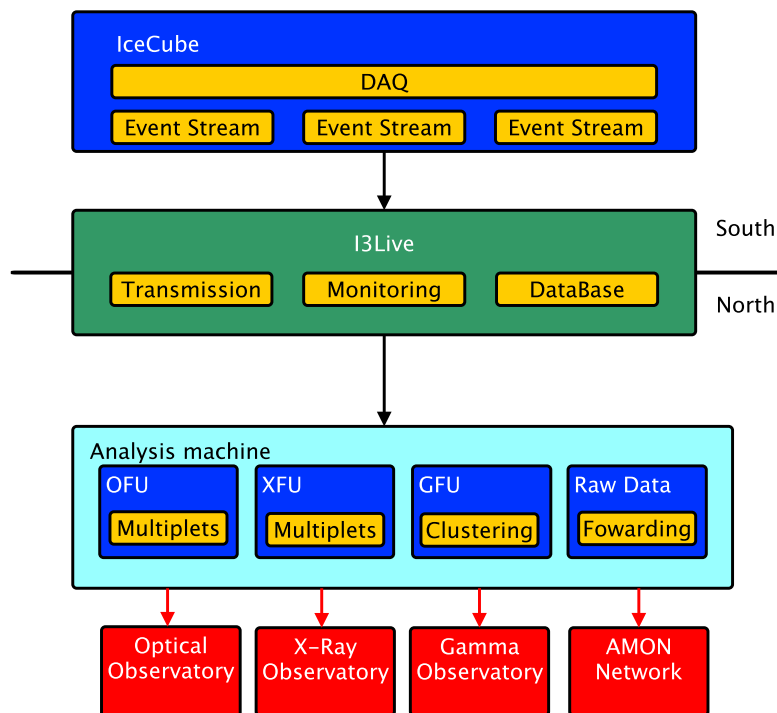 IceCube
DAQ
Event Stream
Event Stream
Event Stream
I3Live
South
Transmission
Monitoring
DataBase
North
Analysis machine
OFU
XFU
GFU
Raw Data
Multiplets
Multiplets
Clustering
Fowarding
Optical
Observatory
X-Ray
Observatory
Gamma
Observatory
AMON
Network